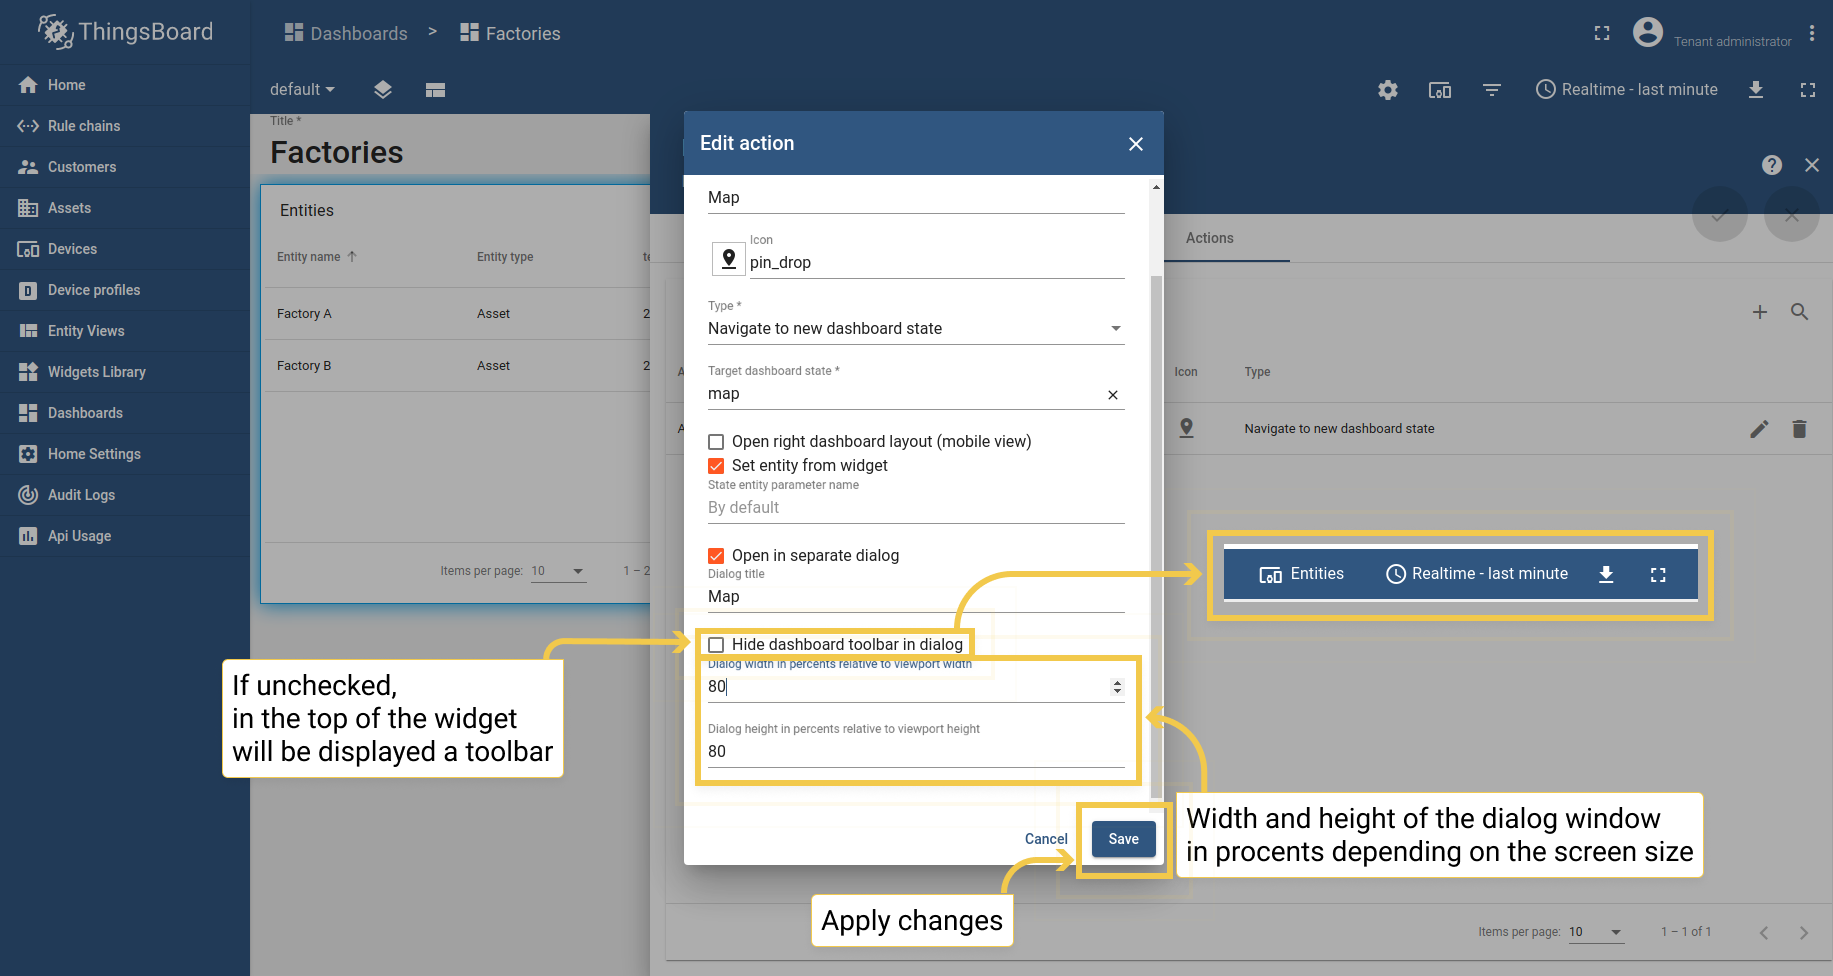 ThingsBoard
Dashboards > Factories
Tenant administrator
Home
Rule chains
Customers
Assets
Devices
Device profiles
Entity Views
Widgets Library
Dashboards
Home Settings
Audit Logs
Api Usage
default
Realtime - last minute
Title *
Factories
Entities
Entity name
Entity type
Factory A
Asset
2
Factory B
Asset
2
Items per page: 10
1 – 2
Edit action
Map
Icon
pin_drop
Type *
Navigate to new dashboard state
Target dashboard state *
map
Open right dashboard layout (mobile view)
Set entity from widget
State entity parameter name
By default
Open in separate dialog
Dialog title
Map
Hide dashboard toolbar in dialog
Dialog width in percents relative to viewport width
80
Dialog height in percents relative to viewport height
80
Cancel
Save
Actions
Icon
Type
Navigate to new dashboard state
Entities
Realtime - last minute
If unchecked,
in the top of the widget
will be displayed a toolbar
Width and height of the dialog window
in procents depending on the screen size
Apply changes
Items per page: 10
1 – 1 of 1